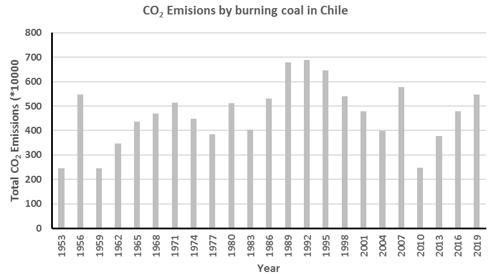 CO₂ Emisions by burning coal in Chile
Total CO₂ Emissions (*10000
800
700
600
500
400
300
200
100
0
1953 1956 1959 1962 1965 1968 1971 1974 1977 1980 1983 1986 1989 1992 1995 1998 2001 2004 2007 2010 2013 2016 2019
Year